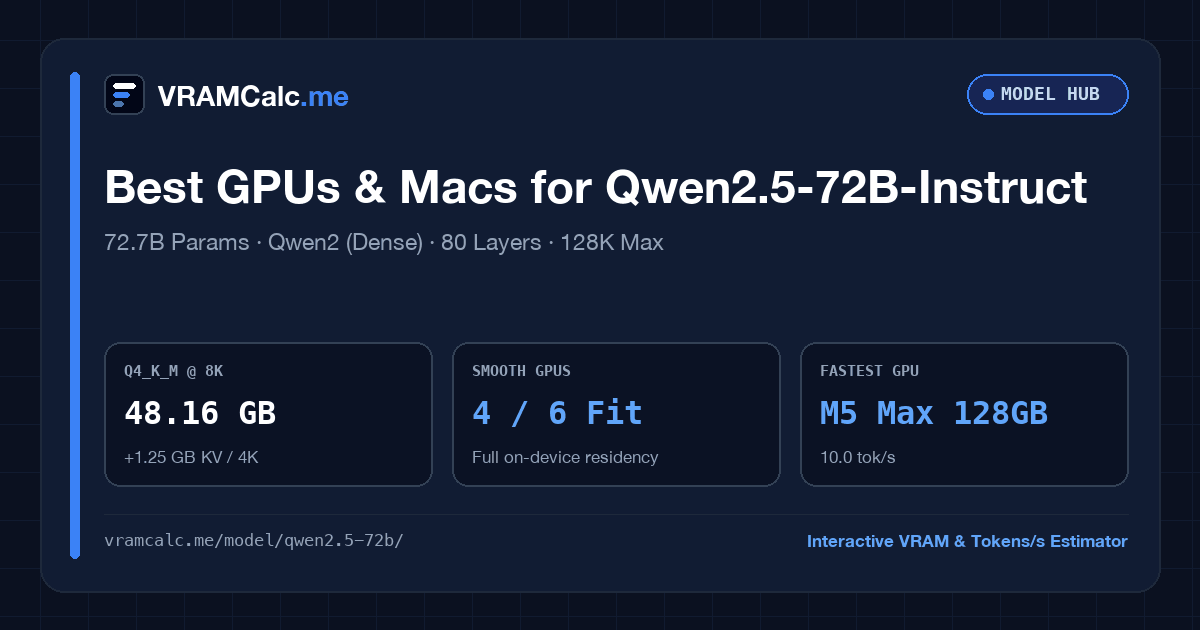 VRAMCalc.me
MODEL HUB
Best GPUs & Macs for Qwen2.5-72B-Instruct
72.7B Params · Qwen2 (Dense) · 80 Layers · 128K Max
Q4_K_M @ 8K
48.16 GB
+1.25 GB KV / 4K
SMOOTH GPUS
4 / 6 Fit
Full on-device residency
FASTEST GPU
M5 Max 128GB
10.0 tok/s
vramcalc.me/model/qwen2.5-72b/
Interactive VRAM & Tokens/s Estimator